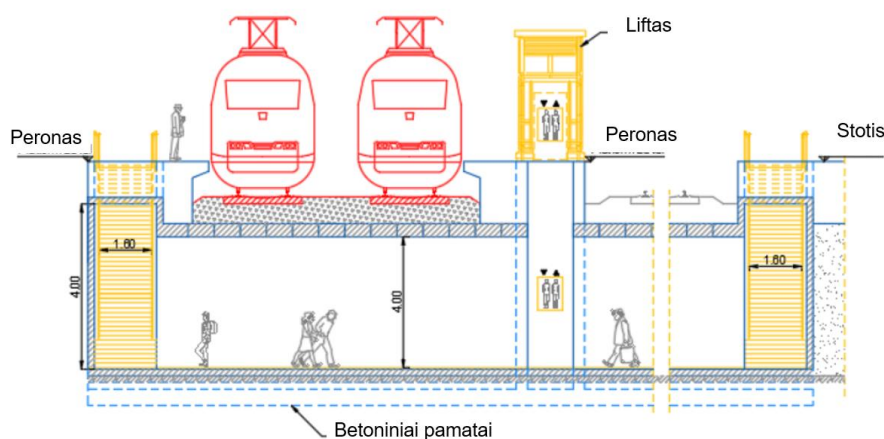 Liftas
Peronas
Peronas
Stotis
1.60
4.00
4.00
1.60
Betoniniai pamatai